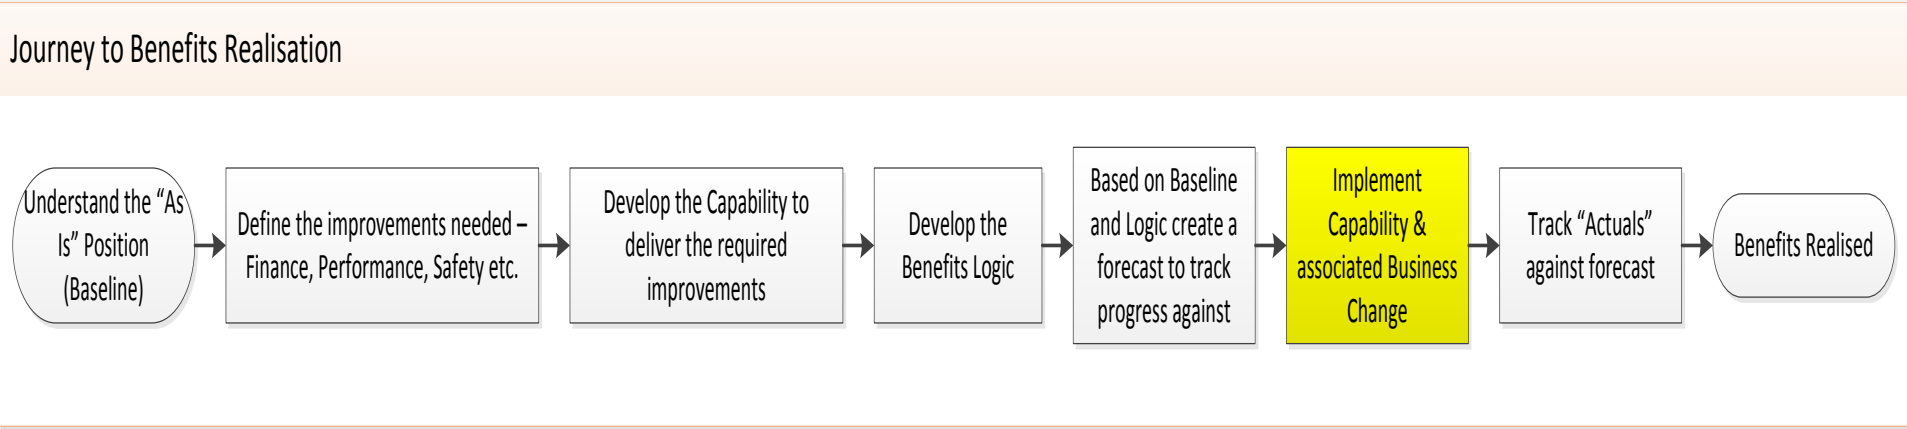 Journey to Benefits Realisation
Understand the “As
Is” Position
(Baseline)
Define the improvements needed –
Finance, Performance, Safety etc.
Develop the Capability to
deliver the required
improvements
Develop the
Benefits Logic
Based on Baseline
and Logic create a
forecast to track
progress against
Implement
Capability &
associated Business
Change
Track “Actuals”
against forecast
Benefits Realised